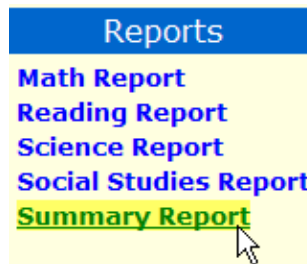 Reports
Math Report
Reading Report
Science Report
Social Studies Report
Summary Report